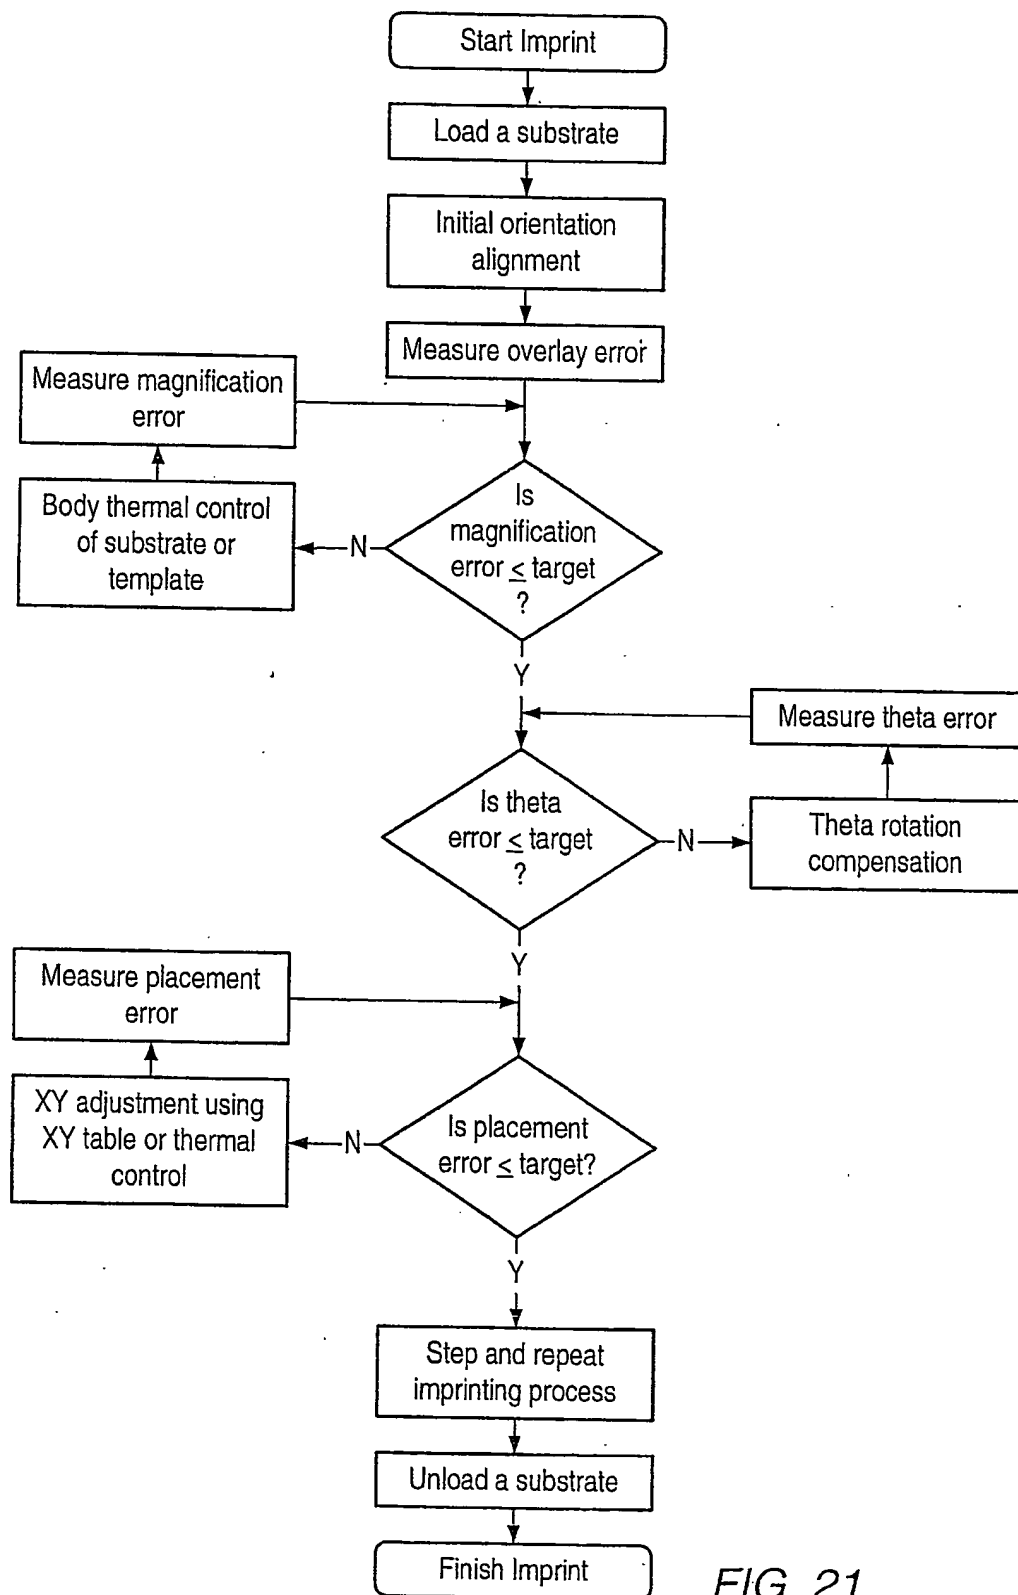 Start Imprint
Load a substrate
Initial orientation
alignment
Measure overlay error
Measure magnification
error
Body thermal control
of substrate or
template
N
Is
magnification
error ≤ target
?
Y
Measure theta error
Is theta
error ≤ target
?
N
Theta rotation
compensation
Y
Measure placement
error
XY adjustment using
XY table or thermal
control
N
Is placement
error ≤ target?
Y
Step and repeat
imprinting process
Unload a substrate
Finish Imprint
FIG. 21